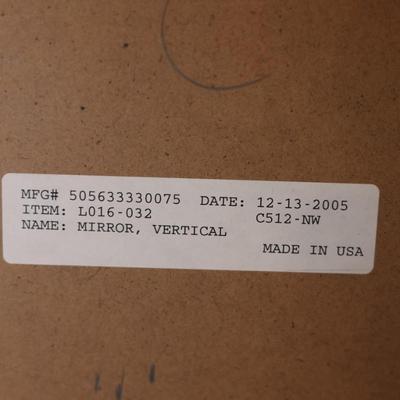 MFG# 505633330075 DATE: 12-13-2005
ITEM: L016-032 C512-NW
NAME: MIRROR, VERTICAL
MADE IN USA